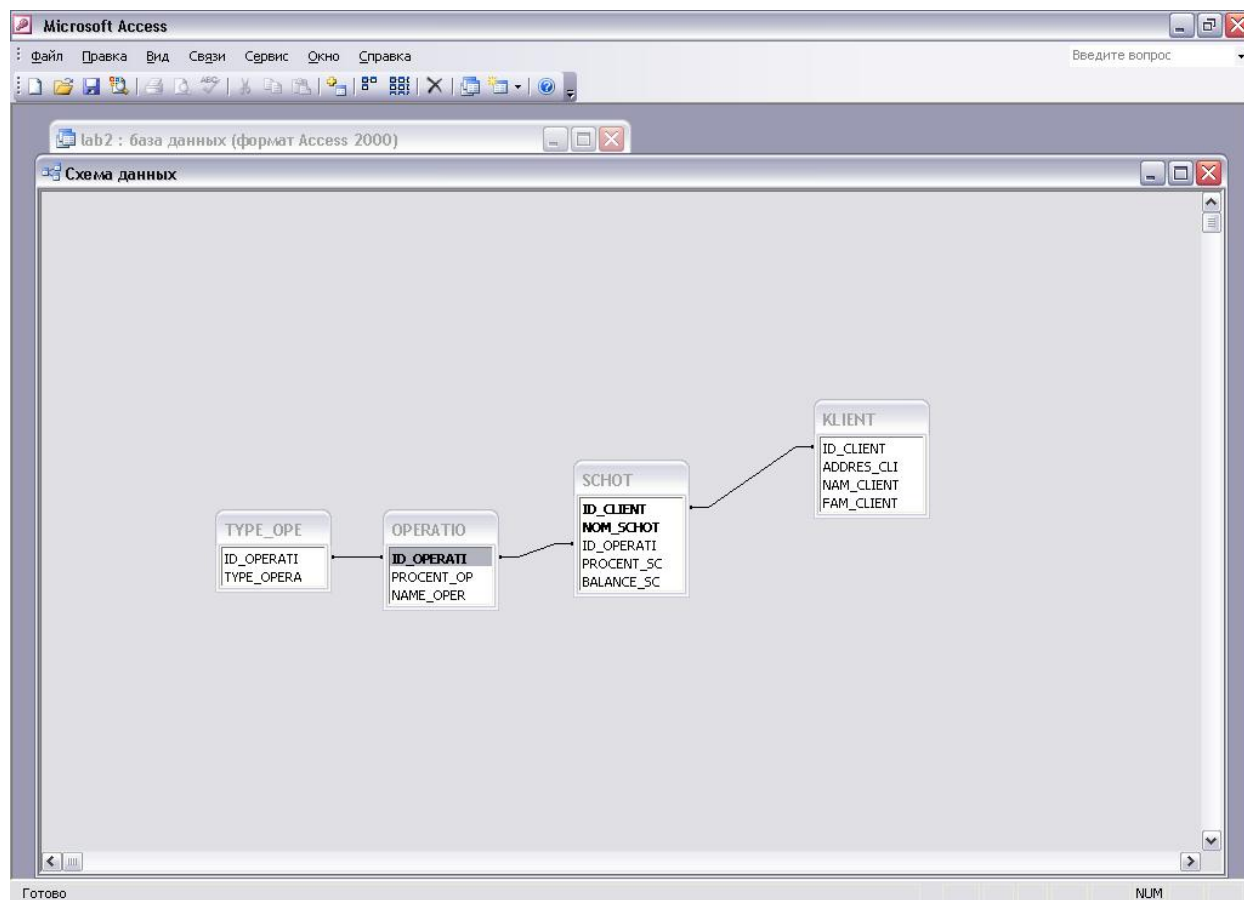 Microsoft Access
Файл Правка Вид Связи Сервис Окно Справка
Введите вопрос
lab2 : база данных (формат Access 2000)
Схема данных
KLIENT
ID_CLIENT
ADDRES_CLI
NAM_CLIENT
FAM_CLIENT
SCHOT
ID_CLIENT
NOM_SCHOT
ID_OPERATI
PROCENT_SC
BALANCE_SC
TYPE_OPE
ID_OPERATI
TYPE_OPERA
OPERATIO
ID_OPERATI
PROCENT_OP
NAME_OPER
Готово
NUM